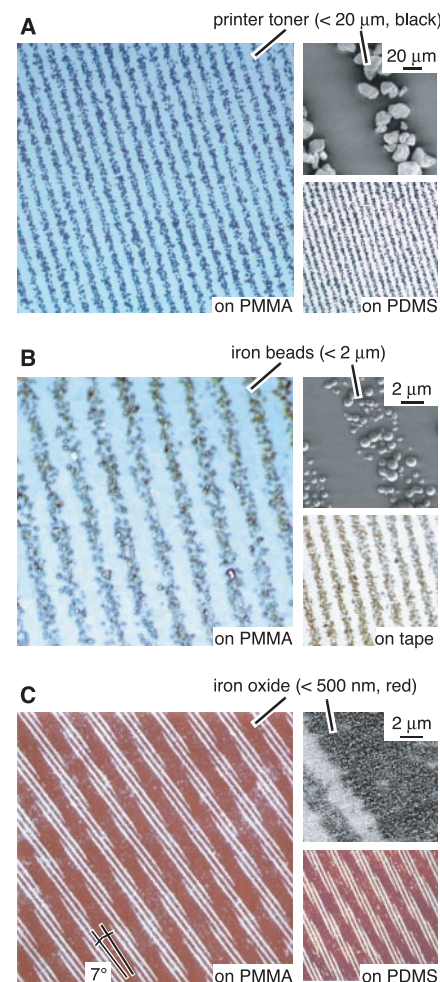 A
printer toner (< 20 μm, black)
20 μm
on PMMA
on PDMS
B
iron beads (< 2 μm)
2 μm
on PMMA
on tape
C
iron oxide (< 500 nm, red)
2 μm
7°
on PMMA
on PDMS